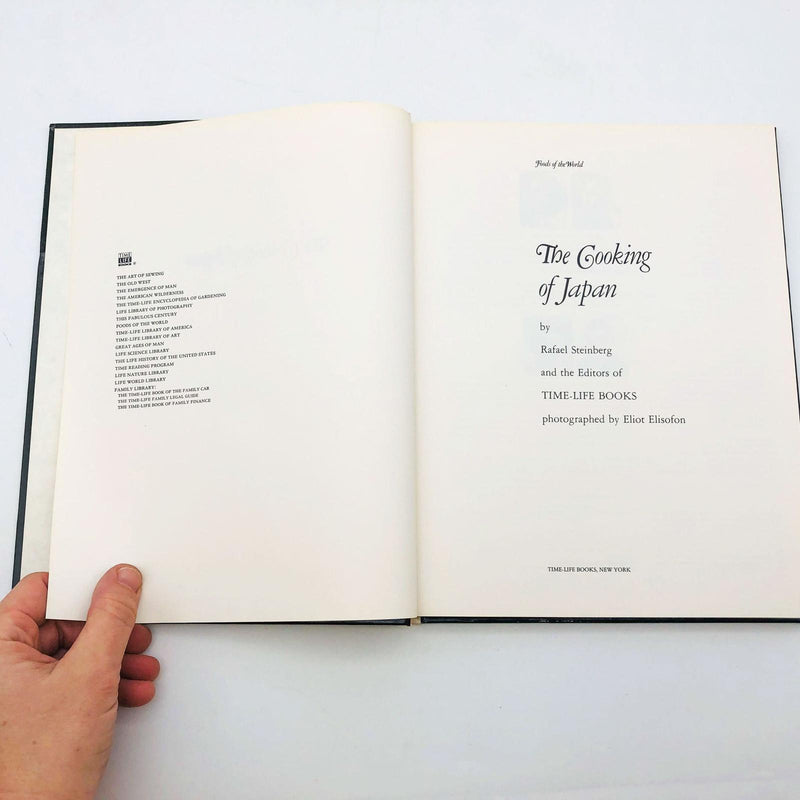 TIME
LIFE
BOOKS ®
THE ART OF SEWING
THE OLD WEST
THE EMERGENCE OF MAN
THE AMERICAN WILDERNESS
THE TIME-LIFE ENCYCLOPEDIA OF GARDENING
LIFE LIBRARY OF PHOTOGRAPHY
THIS FABULOUS CENTURY
FOODS OF THE WORLD
TIME-LIFE LIBRARY OF AMERICA
TIME-LIFE LIBRARY OF ART
GREAT AGES OF MAN
LIFE SCIENCE LIBRARY
THE LIFE HISTORY OF THE UNITED STATES
TIME READING PROGRAM
LIFE NATURE LIBRARY
LIFE WORLD LIBRARY
FAMILY LIBRARY:
THE TIME-LIFE BOOK OF THE FAMILY CAR
THE TIME-LIFE FAMILY LEGAL GUIDE
THE TIME-LIFE BOOK OF FAMILY FINANCE
Foods of the World
The Cooking
of Japan
by
Rafael Steinberg
and the Editors of
TIME-LIFE BOOKS
photographed by Eliot Elisofon
TIME-LIFE BOOKS, NEW YORK